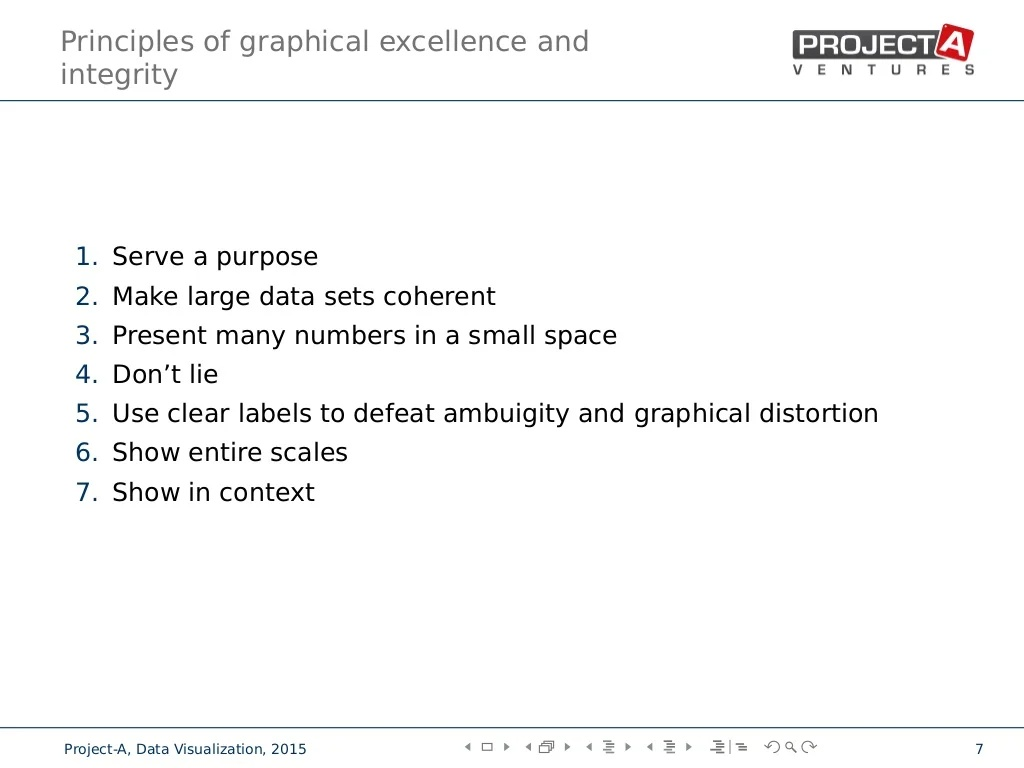 Principles of graphical excellence and
integrity
PROJECT A
VENTURES
1. Serve a purpose
2. Make large data sets coherent
3. Present many numbers in a small space
4. Don’t lie
5. Use clear labels to defeat ambuigity and graphical distortion
6. Show entire scales
7. Show in context
Project-A, Data Visualization, 2015
7